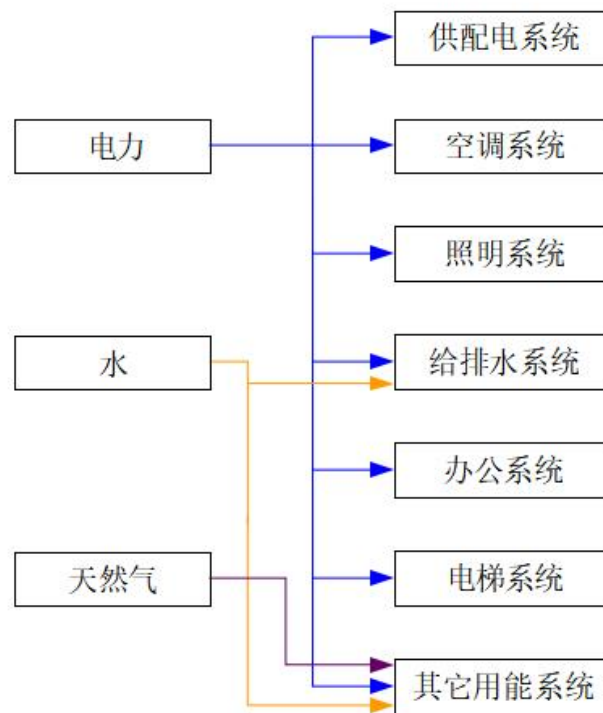 供配电系统
电力
空调系统
照明系统
水
给排水系统
办公系统
天然气
电梯系统
其它用能系统